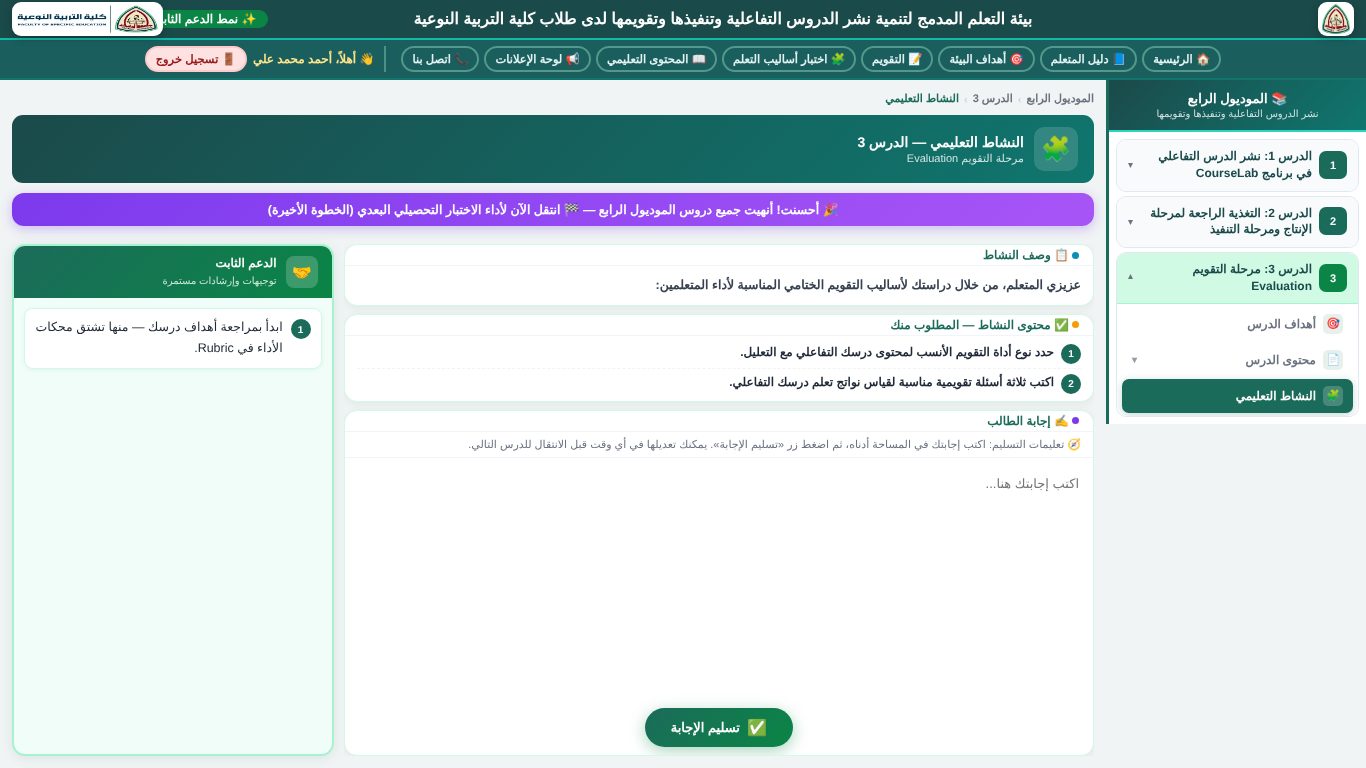 بيئة التعلم المدمج لتنمية نشر الدروس التفاعلية وتنفيذها وتقويمها لدى طلاب كلية التربية النوعية
✨ نمط الدعم
كلية التربية النوعية
FACULTY OF SPECIFIC EDUCATION
🏠 الرئيسية
📘 دليل المتعلم
🎯 أهداف البيئة
📝 التقويم
🧩 اختبار أساليب التعلم
📖 المحتوى التعليمي
📢 لوحة الإعلانات
📞 اتصل بنا
👋 أهلاً، أحمد محمد علي
🚪 تسجيل خروج
📚 الموديول الرابع
نشر الدروس التفاعلية وتنفيذها وتقويمها
1
الدرس 1: نشر الدرس التفاعلي
في برنامج CourseLab
2
الدرس 2: التغذية الراجعة لمرحلة
الإنتاج ومرحلة التنفيذ
3
الدرس 3: مرحلة التقويم
Evaluation
🎯 أهداف الدرس
📄 محتوى الدرس
🧩 النشاط التعليمي
الموديول الرابع › الدرس 3 › النشاط التعليمي
النشاط التعليمي — الدرس 3
مرحلة التقويم Evaluation
🎉 أحسنت! أنهيت جميع دروس الموديول الرابع — 🏁 انتقل الآن لأداء الاختبار التحصيلي البعدي (الخطوة الأخيرة)
📋 وصف النشاط
عزيزي المتعلم، من خلال دراستك لأساليب التقويم الختامي المناسبة لأداء المتعلمين:
✅ محتوى النشاط — المطلوب منك
1 حدد نوع أداة التقويم الأنسب لمحتوى درسك التفاعلي مع التعليل.
2 اكتب ثلاثة أسئلة تقويمية مناسبة لقياس نواتج تعلم درسك التفاعلي.
✍️ إجابة الطالب
🧭 تعليمات التسليم: اكتب إجابتك في المساحة أدناه، ثم اضغط زر «تسليم الإجابة». يمكنك تعديلها في أي وقت قبل الانتقال للدرس التالي.
اكتب إجابتك هنا...
✅ تسليم الإجابة
الدعم الثابت
توجيهات وإرشادات مستمرة
1 ابدأ بمراجعة أهداف درسك — منها تشتق محكات
الأداء في Rubric.